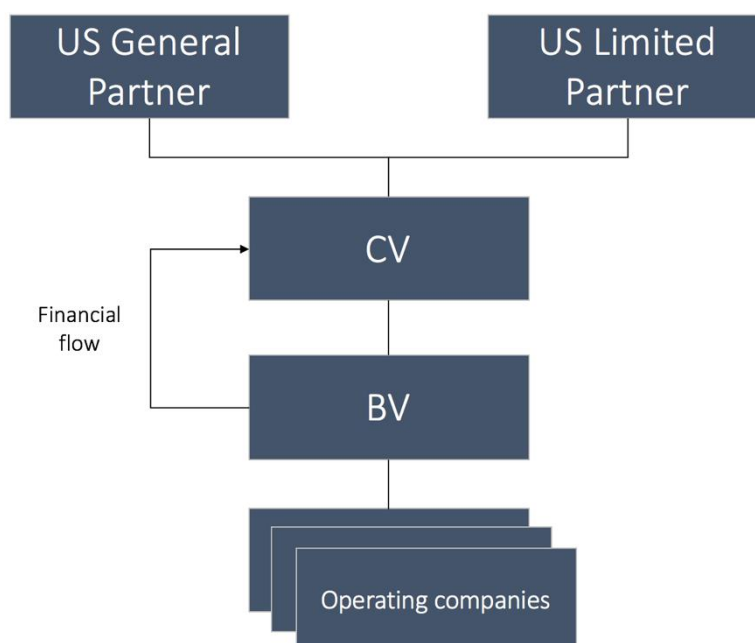 US General
Partner
US Limited
Partner
CV
Financial
flow
BV
Operating companies